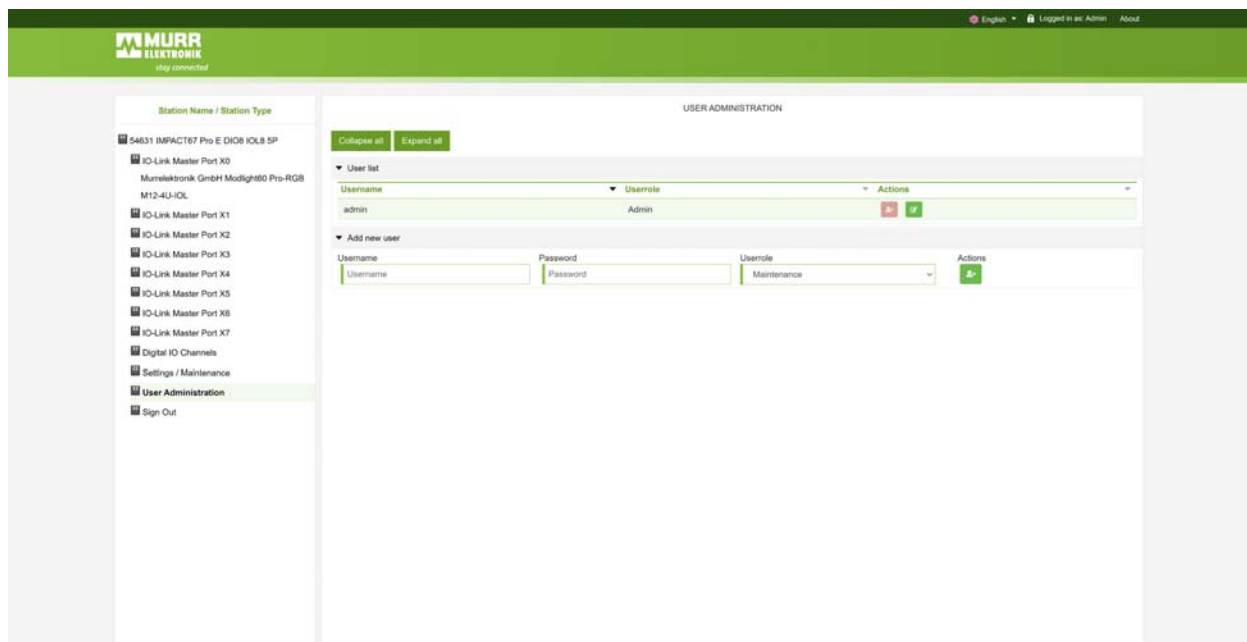 English
Logged in as: Admin
About
MURR
ELEKTRONIK
stay connected
Station Name / Station Type
54631 IMPACT67 Pro E DIO8 IOL8 5P
IO-Link Master Port X0
Murrelektronik GmbH Modlight60 Pro-RGB
M12-4U-IOL
IO-Link Master Port X1
IO-Link Master Port X2
IO-Link Master Port X3
IO-Link Master Port X4
IO-Link Master Port X5
IO-Link Master Port X6
IO-Link Master Port X7
Digital IO Channels
Settings / Maintenance
User Administration
Sign Out
USER ADMINISTRATION
Collapse all Expand all
User list
Username Userrole Actions
admin Admin
Add new user
Username Password Userrole Actions
Username Password Maintenance